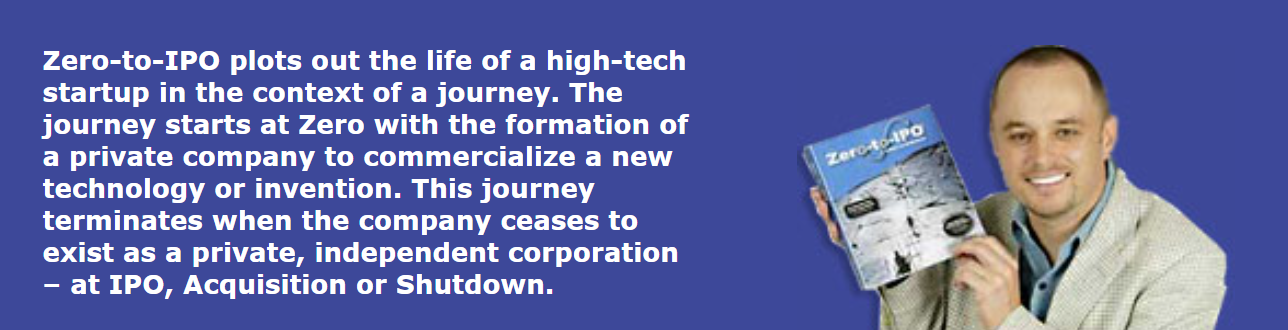 Zero-to-IPO plots out the life of a high-tech
startup in the context of a journey. The
journey starts at Zero with the formation of
a private company to commercialize a new
technology or invention. This journey
terminates when the company ceases to
exist as a private, independent corporation
– at IPO, Acquisition or Shutdown.
Zero-to-IPO